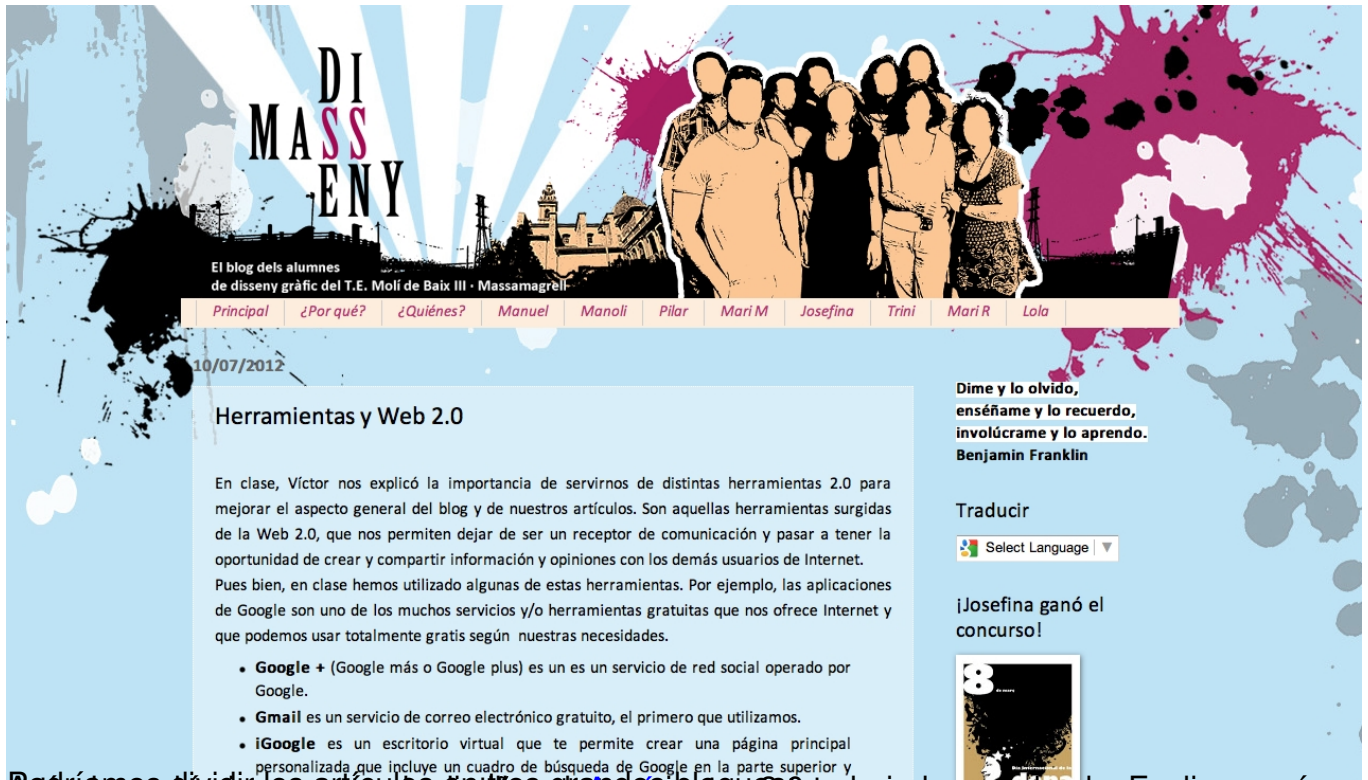 DI
MASS
ENY
El blog dels alumnes
de disseny gràfic del T.E. Molí de Baix III · Massamagrell
Principal ¿Por qué? ¿Quiénes? Manuel Manoli Pilar Mari M Josefina Trini Mari R Lola
10/07/2012
Herramientas y Web 2.0
En clase, Víctor nos explicó la importancia de servirnos de distintas herramientas 2.0 para
mejorar el aspecto general del blog y de nuestros artículos. Son aquellas herramientas surgidas
de la Web 2.0, que nos permiten dejar de ser un receptor de comunicación y pasar a tener la
oportunidad de crear y compartir información y opiniones con los demás usuarios de Internet.
Pues bien, en clase hemos utilizado algunas de estas herramientas. Por ejemplo, las aplicaciones
de Google son uno de los muchos servicios y/o herramientas gratuitas que nos ofrece Internet y
que podemos usar totalmente gratis según nuestras necesidades.
Google + (Google más o Google plus) es un es un servicio de red social operado por
Google.
Gmail es un servicio de correo electrónico gratuito, el primero que utilizamos.
iGoogle es un escritorio virtual que te permite crear una página principal
personalizada que incluye un cuadro de búsqueda de Google en la parte superior y
Dime y lo olvido,
enséñame y lo recuerdo,
involúcrame y lo aprendo.
Benjamin Franklin
Traducir
Select Language
¡Josefina ganó el
concurso!
8
de març